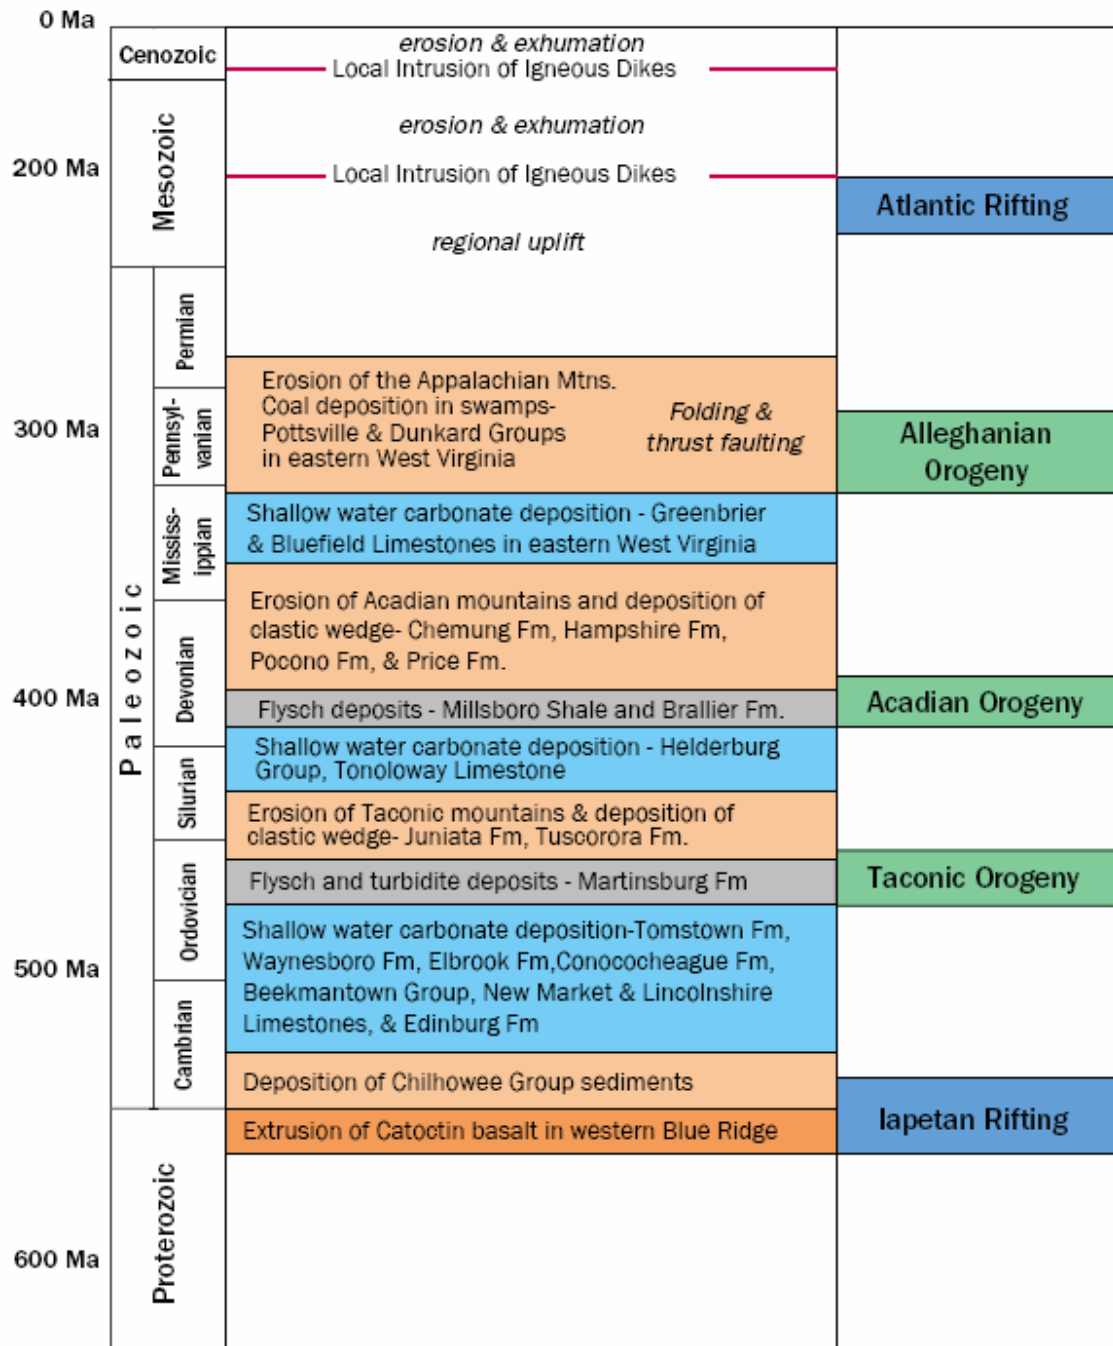 0 Ma
Cenozoic
erosion & exhumation
Local Intrusion of Igneous Dikes
Mesozoic
erosion & exhumation
200 Ma
Local Intrusion of Igneous Dikes
Atlantic Rifting
regional uplift
Paleozoic
Permian
Erosion of the Appalachian Mtns.
Coal deposition in swamps-
Pottsville & Dunkard Groups
in eastern West Virginia
Folding &
thrust faulting
300 Ma
Pennsyl-
vanian
Alleghanian
Orogeny
Mississ-
ippian
Shallow water carbonate deposition - Greenbrier
& Bluefield Limestones in eastern West Virginia
Erosion of Acadian mountains and deposition of
clastic wedge- Chemung Fm, Hampshire Fm,
Pocono Fm, & Price Fm.
400 Ma
Devonian
Flysch deposits - Millsboro Shale and Brallier Fm.
Acadian Orogeny
Shallow water carbonate deposition - Helderburg
Group, Tonoloway Limestone
Silurian
Erosion of Taconic mountains & deposition of
clastic wedge- Juniata Fm, Tuscorora Fm.
Ordovician
Flysch and turbidite deposits - Martinsburg Fm
Taconic Orogeny
Shallow water carbonate deposition-Tomstown Fm,
Waynesboro Fm, Elbrook Fm,Conococheague Fm,
Beekmantown Group, New Market & Lincolnshire
Limestones, & Edinburg Fm
500 Ma
Cambrian
Deposition of Chilhowee Group sediments
Extrusion of Catoctin basalt in western Blue Ridge
Iapetan Rifting
Proterozoic
600 Ma